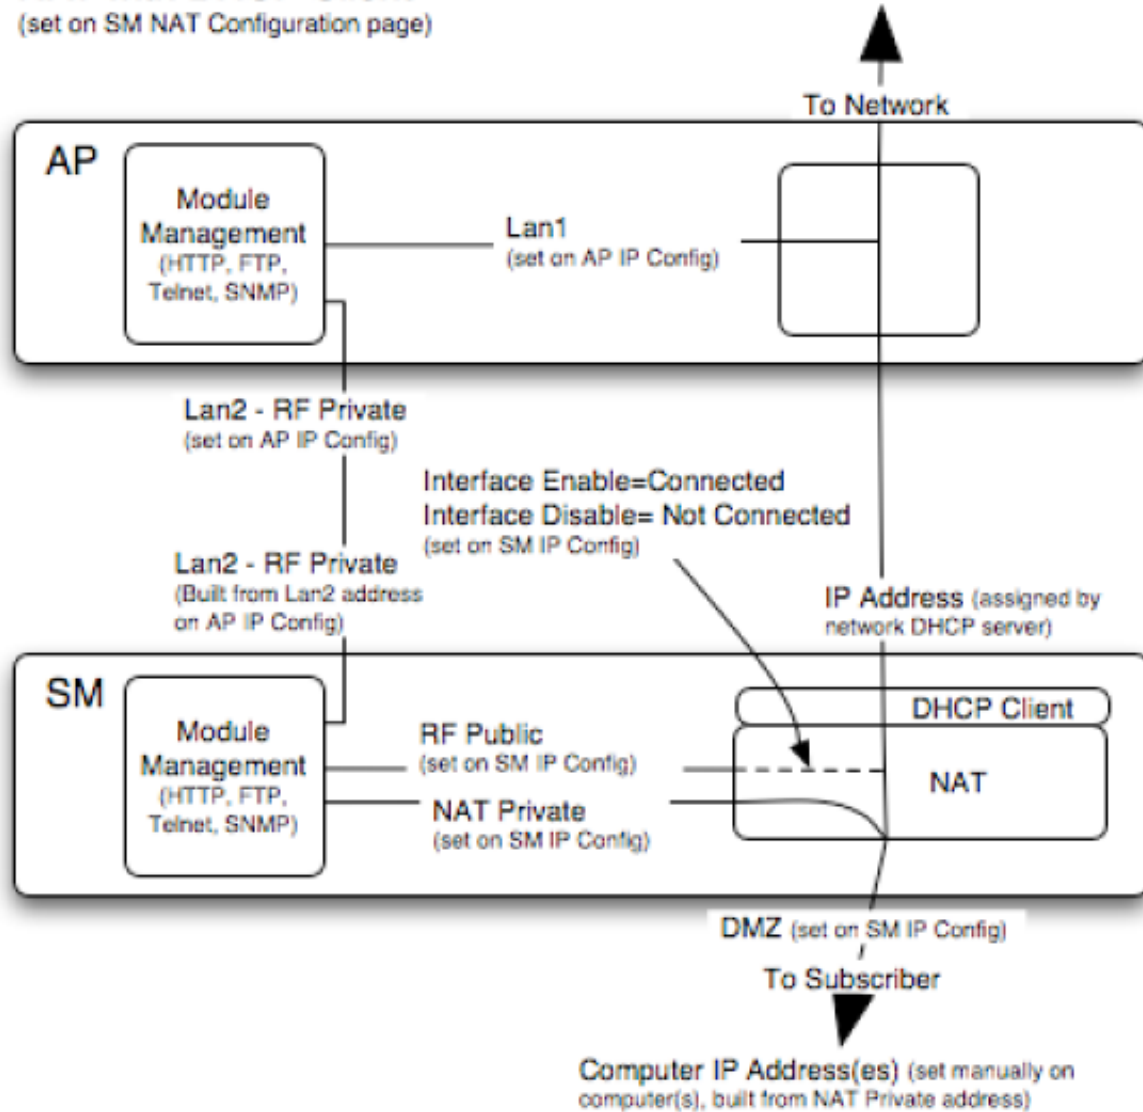 (set on SM NAT Configuration page)
To Network
AP
Module
Management
(HTTP, FTP,
Telnet, SNMP)
Lan1
(set on AP IP Config)
Lan2 - RF Private
(set on AP IP Config)
Interface Enable=Connected
Interface Disable= Not Connected
(set on SM IP Config)
Lan2 - RF Private
(Built from Lan2 address
on AP IP Config)
IP Address (assigned by
network DHCP server)
SM
Module
Management
(HTTP, FTP,
Telnet, SNMP)
RF Public
(set on SM IP Config)
NAT Private
(set on SM IP Config)
DHCP Client
NAT
DMZ (set on SM IP Config)
To Subscriber
Computer IP Address(es) (set manually on
computer(s), built from NAT Private address)